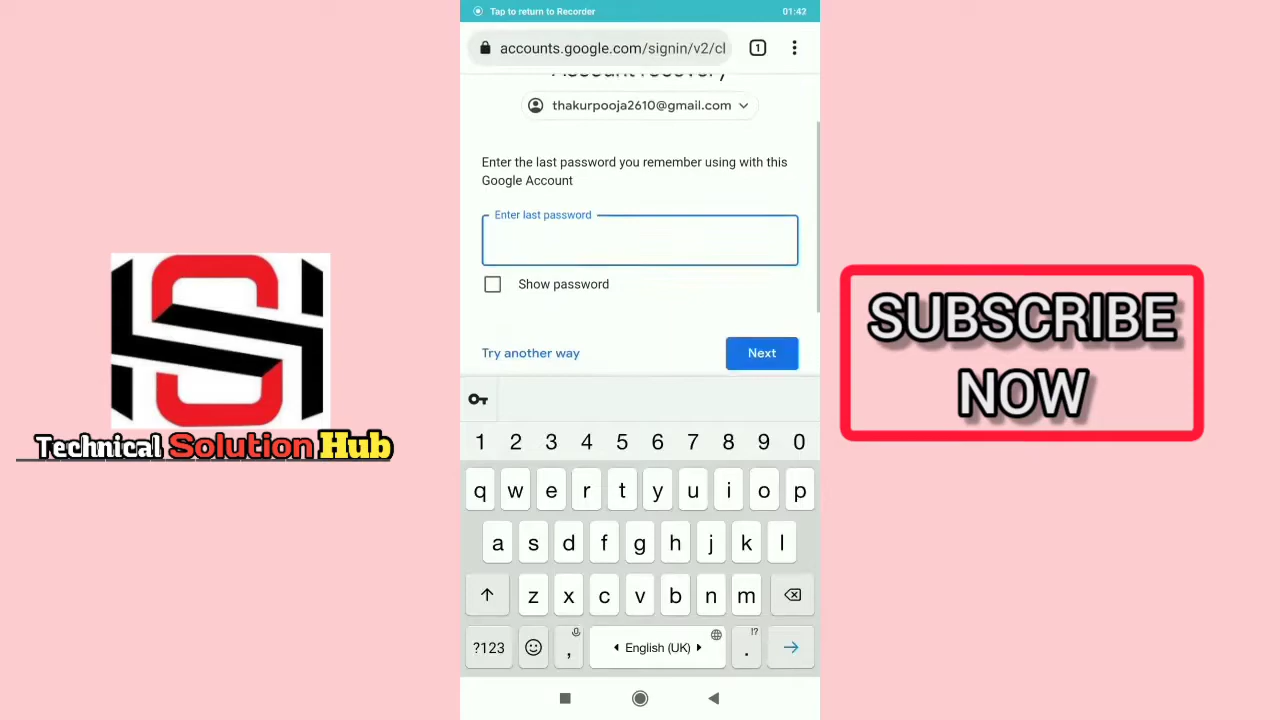 Tap to return to Recorder
01:42
accounts.google.com/signin/v2/cl
1
Account recovery
thakurpooja2610@gmail.com
Enter the last password you remember using with this
Google Account
Enter last password
Show password
Try another way
Next
1 2 3 4 5 6 7 8 9 0
q w e r t y u i o p
a s d f g h j k l
z x c v b n m
!?
?123 , English (UK) .
Technical Solution Hub
SUBSCRIBE
NOW